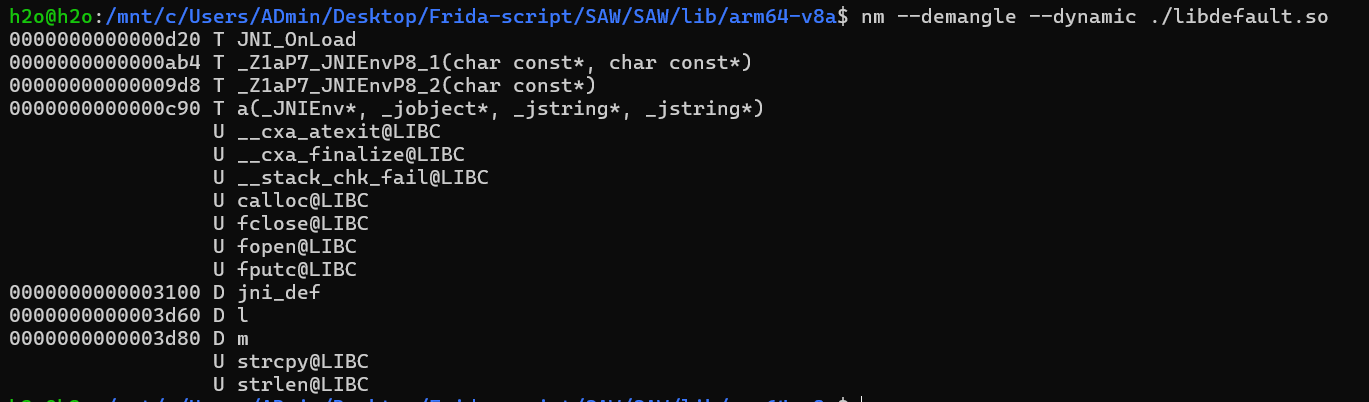 h2o@h2o:/mnt/c/Users/ADmin/Desktop/Frida-script/SAW/SAW/lib/arm64-v8a$ nm --demangle --dynamic ./libdefault.so
0000000000000d20 T JNI_OnLoad
0000000000000ab4 T _Z1aP7_JNIEnvP8_1(char const*, char const*)
00000000000009d8 T _Z1aP7_JNIEnvP8_2(char const*)
0000000000000c90 T a(_JNIEnv*, _jobject*, _jstring*, _jstring*)
U __cxa_atexit@LIBC
U __cxa_finalize@LIBC
U __stack_chk_fail@LIBC
U calloc@LIBC
U fclose@LIBC
U fopen@LIBC
U fputc@LIBC
0000000000003100 D jni_def
0000000000003d60 D l
0000000000003d80 D m
U strcpy@LIBC
U strlen@LIBC